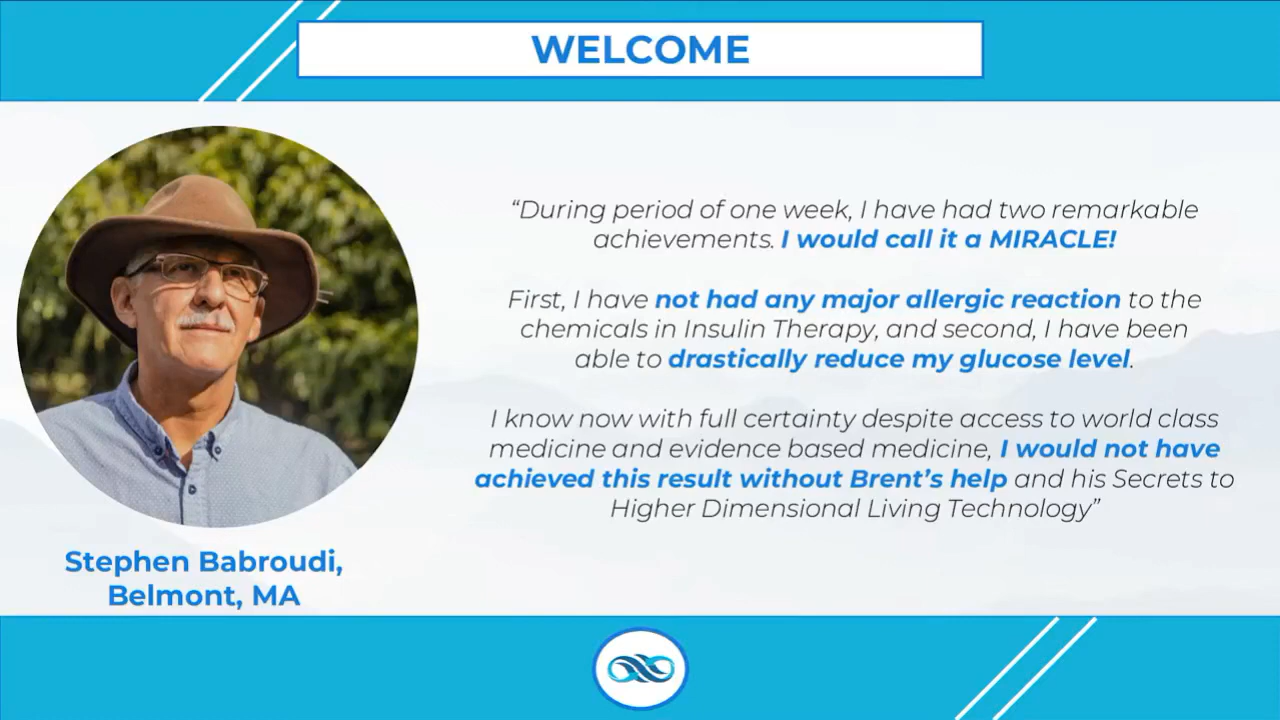 WELCOME
“During period of one week, I have had two remarkable
achievements. I would call it a MIRACLE!
First, I have not had any major allergic reaction to the
chemicals in Insulin Therapy, and second, I have been
able to drastically reduce my glucose level.
I know now with full certainty despite access to world class
medicine and evidence based medicine, I would not have
achieved this result without Brent’s help and his Secrets to
Higher Dimensional Living Technology”
Stephen Babroudi,
Belmont, MA